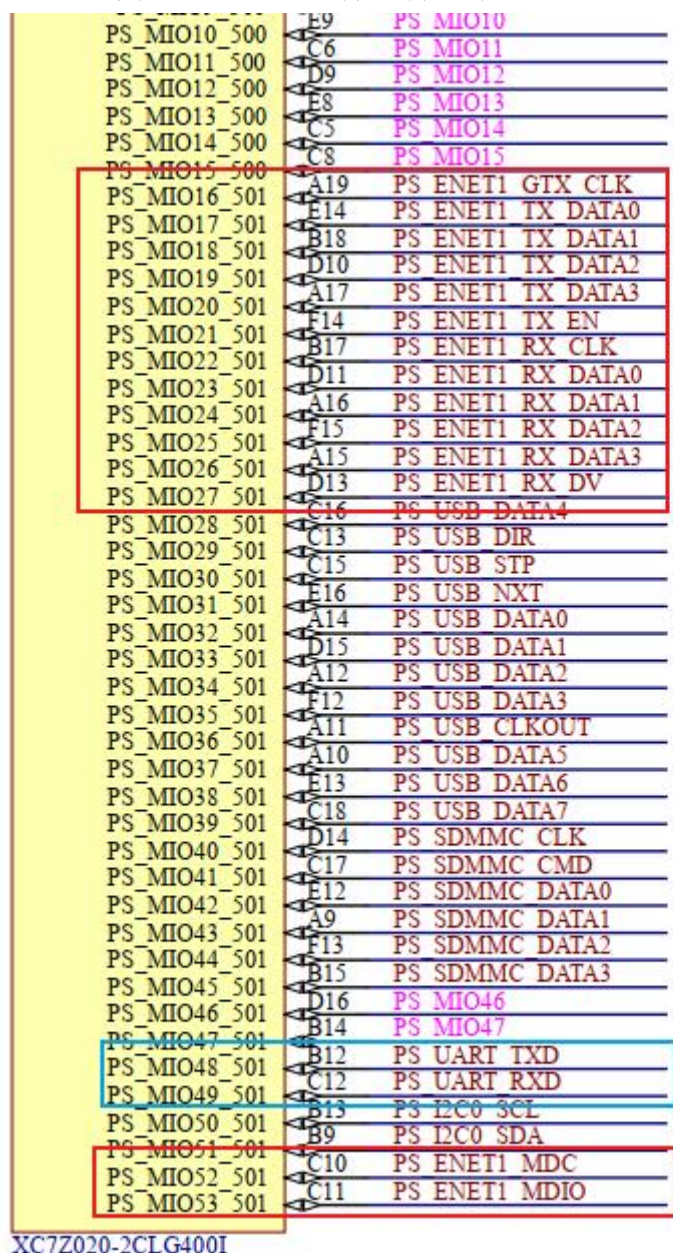 PS_MIO10_500 E9 PS_MIO10
PS_MIO11_500 C6 PS_MIO11
PS_MIO12_500 D9 PS_MIO12
PS_MIO13_500 E8 PS_MIO13
PS_MIO14_500 C5 PS_MIO14
PS_MIO15_500 C8 PS_MIO15
PS_MIO16_501 A19 PS_ENET1_GTX_CLK
PS_MIO17_501 E14 PS_ENET1_TX_DATA0
PS_MIO18_501 B18 PS_ENET1_TX_DATA1
PS_MIO19_501 D10 PS_ENET1_TX_DATA2
PS_MIO20_501 A17 PS_ENET1_TX_DATA3
PS_MIO21_501 F14 PS_ENET1_TX_EN
PS_MIO22_501 B17 PS_ENET1_RX_CLK
PS_MIO23_501 D11 PS_ENET1_RX_DATA0
PS_MIO24_501 A16 PS_ENET1_RX_DATA1
PS_MIO25_501 F15 PS_ENET1_RX_DATA2
PS_MIO26_501 A15 PS_ENET1_RX_DATA3
PS_MIO27_501 D13 PS_ENET1_RX_DV
PS_MIO28_501 C16 PS_USB_DATA4
PS_MIO29_501 C13 PS_USB_DIR
PS_MIO30_501 C15 PS_USB_STP
PS_MIO31_501 E16 PS_USB_NXT
PS_MIO32_501 A14 PS_USB_DATA0
PS_MIO33_501 D15 PS_USB_DATA1
PS_MIO34_501 A12 PS_USB_DATA2
PS_MIO35_501 F12 PS_USB_DATA3
PS_MIO36_501 A11 PS_USB_CLKOUT
PS_MIO37_501 A10 PS_USB_DATA5
PS_MIO38_501 E13 PS_USB_DATA6
PS_MIO39_501 C18 PS_USB_DATA7
PS_MIO40_501 D14 PS_SDMMC_CLK
PS_MIO41_501 C17 PS_SDMMC_CMD
PS_MIO42_501 E12 PS_SDMMC_DATA0
PS_MIO43_501 A9 PS_SDMMC_DATA1
PS_MIO44_501 F13 PS_SDMMC_DATA2
PS_MIO45_501 B15 PS_SDMMC_DATA3
PS_MIO46_501 D16 PS_MIO46
PS_MIO47_501 B14 PS_MIO47
PS_MIO48_501 B12 PS_UART_TXD
PS_MIO49_501 C12 PS_UART_RXD
PS_MIO50_501 B13 PS_I2C0_SCL
PS_MIO51_501 B9 PS_I2C0_SDA
PS_MIO52_501 C10 PS_ENET1_MDC
PS_MIO53_501 C11 PS_ENET1_MDIO
XC7Z020-2CLG400I